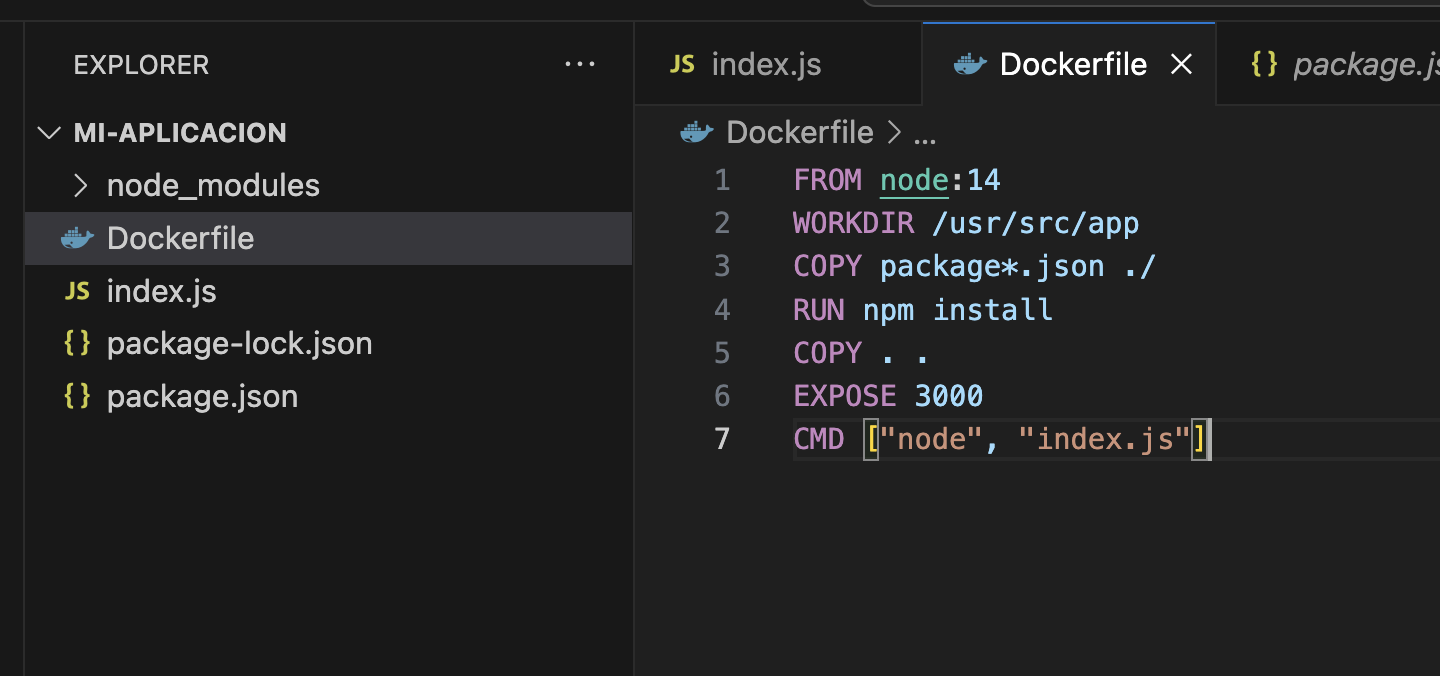 EXPLORER ...
MI-APLICACION
node_modules
Dockerfile
JS index.js
{} package-lock.json
{} package.json
JS index.js Dockerfile {} package.js
Dockerfile > ...
1 FROM node:14
2 WORKDIR /usr/src/app
3 COPY package*.json ./
4 RUN npm install
5 COPY . .
6 EXPOSE 3000
7 CMD ["node", "index.js"]